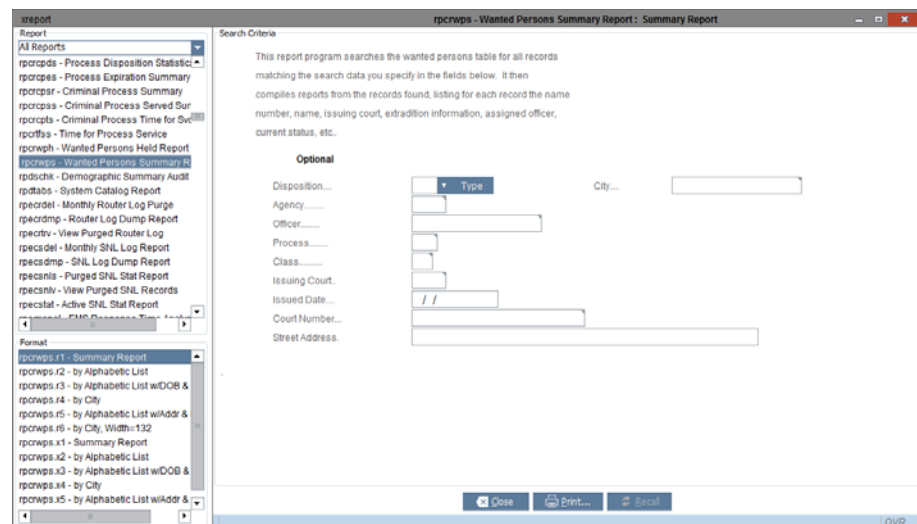 xreport
rpcrwps - Wanted Persons Summary Report : Summary Report
Report
All Reports
rpcrcpds - Process Disposition Statistic
rpcrcpes - Process Expiration Summary
rpcrcpsr - Criminal Process Summary
rpcrcpss - Criminal Process Served Sur
rpcrcpts - Criminal Process Time for Svc
rpcrtfss - Time for Process Service
rpcrwph - Wanted Persons Held Report
rpcrwps - Wanted Persons Summary R
rpdschk - Demographic Summary Audit
rpdtabs - System Catalog Report
rpecrdel - Monthly Router Log Purge
rpecrdmp - Router Log Dump Report
rpecrtrv - View Purged Router Log
rpecsdel - Monthly SNL Log Report
rpecsdmp - SNL Log Dump Report
rpecsnls - Purged SNL Stat Report
rpecsnlv - View Purged SNL Records
rpecstat - Active SNL Stat Report
Format
rpcrwps.r1 - Summary Report
rpcrwps.r2 - by Alphabetic List
rpcrwps.r3 - by Alphabetic List w/DOB &
rpcrwps.r4 - by City
rpcrwps.r5 - by Alphabetic List w/Addr &
rpcrwps.r6 - by City, Width=132
rpcrwps.x1 - Summary Report
rpcrwps.x2 - by Alphabetic List
rpcrwps.x3 - by Alphabetic List w/DOB &
rpcrwps.x4 - by City
rpcrwps.x5 - by Alphabetic List w/Addr &
Search Criteria
This report program searches the wanted persons table for all records
matching the search data you specify in the fields below. It then
compiles reports from the records found, listing for each record the name
number, name, issuing court, extradition information, assigned officer,
current status, etc..
Optional
Disposition.... Type City....
Agency........
Officer........
Process........
Class..........
Issuing Court..
Issued Date.... / /
Court Number...
Street Address.
Close Print... Recall
OVR